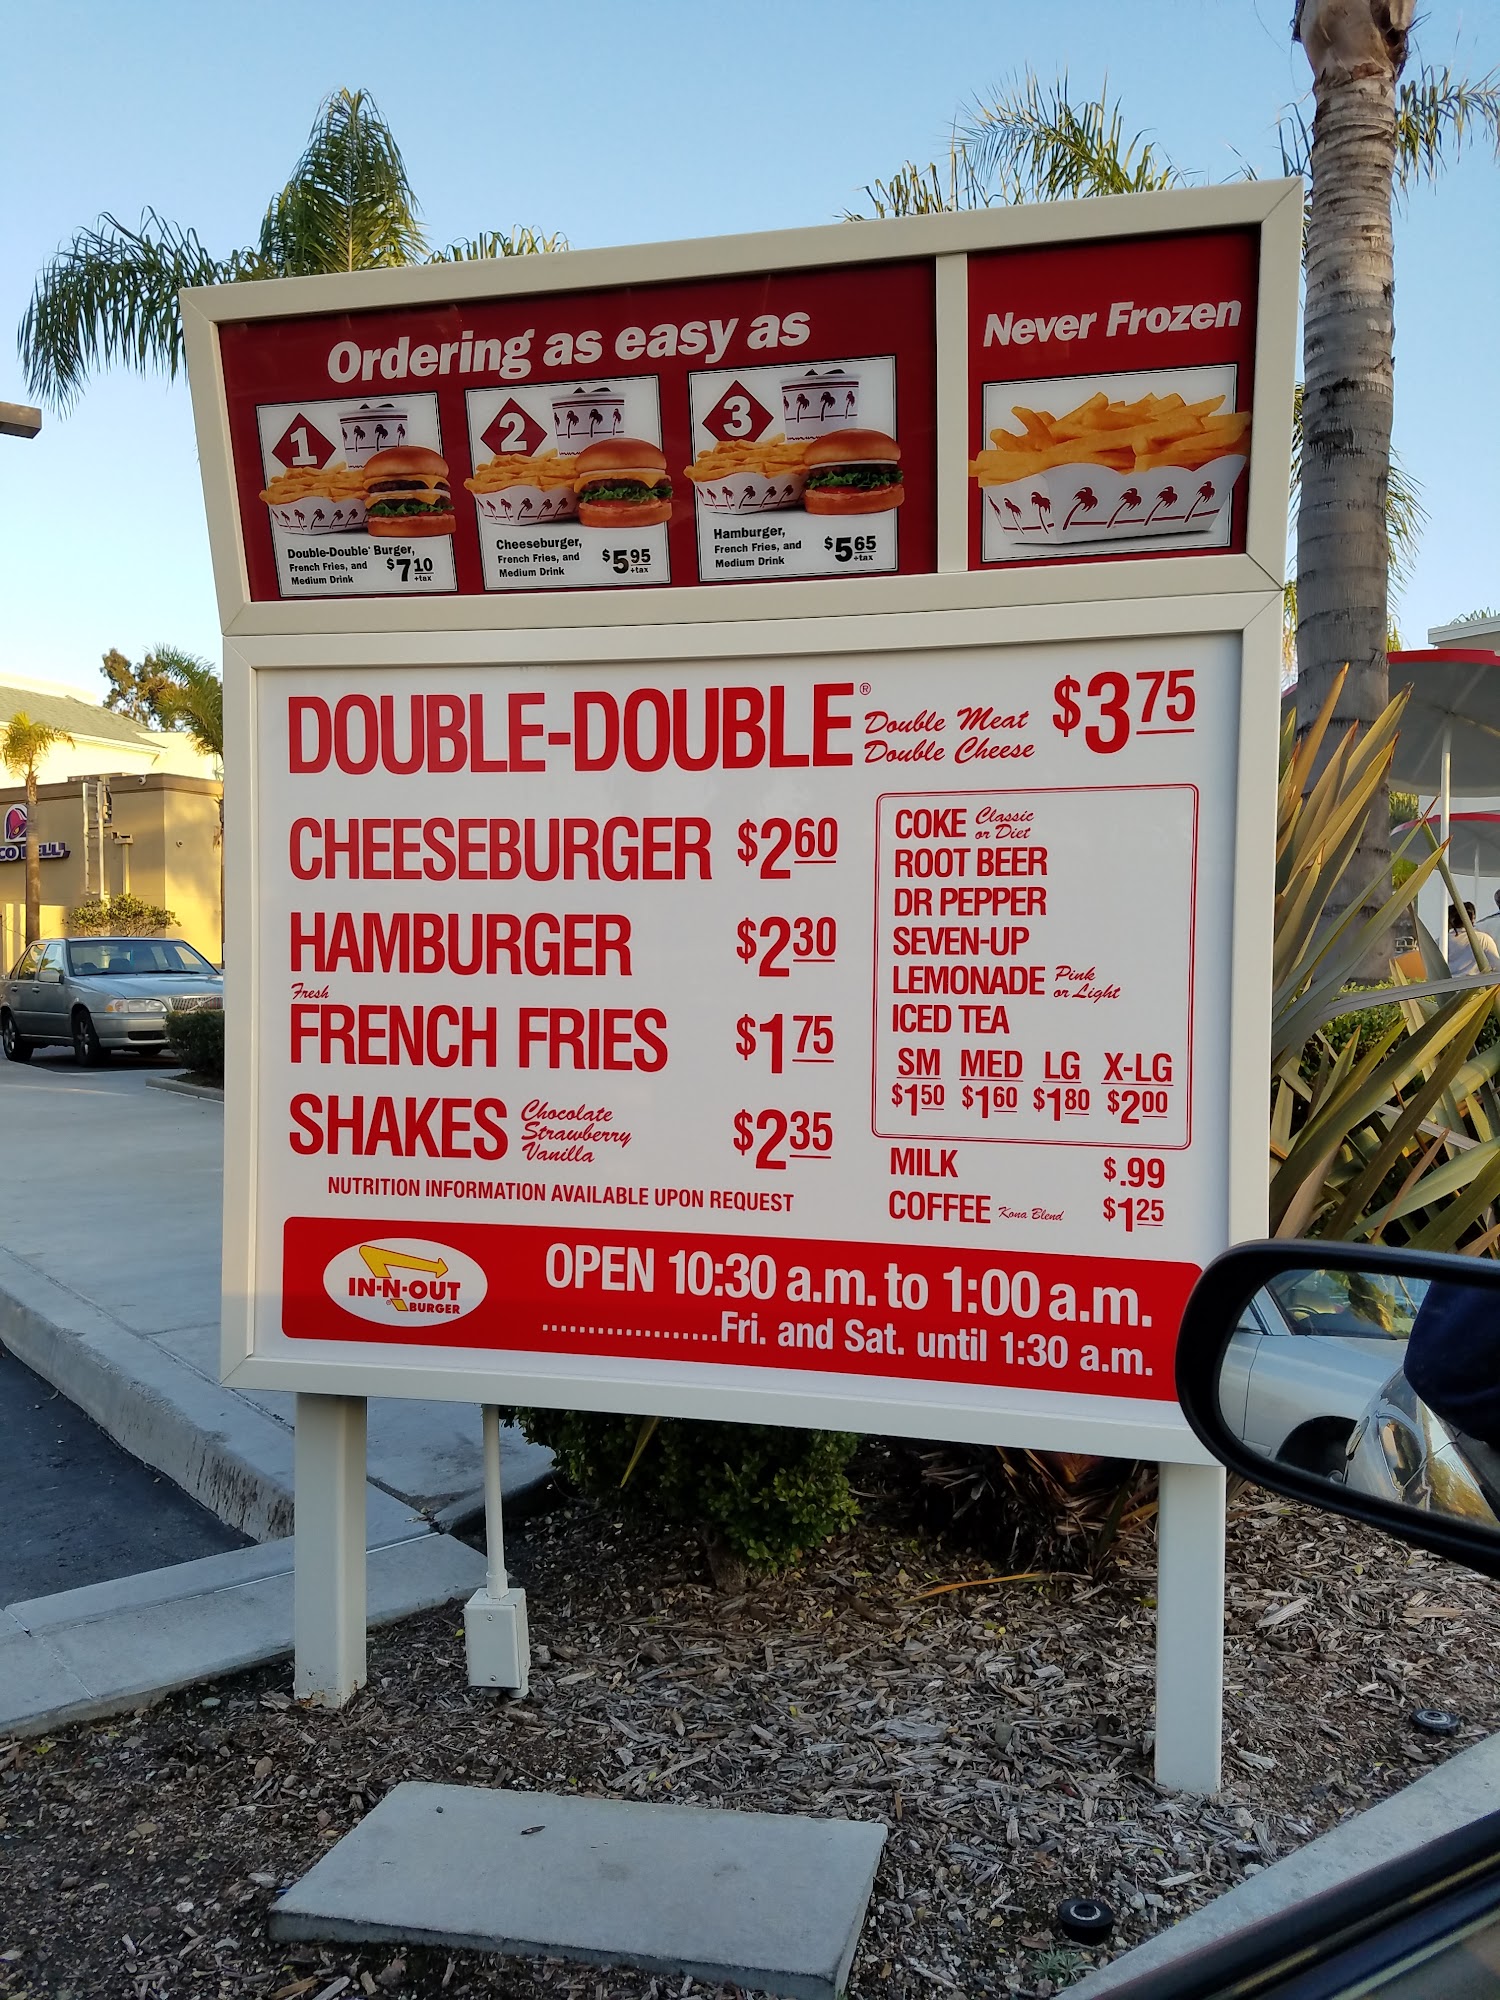 Ordering as easy as
1
Double-Double® Burger,
French Fries, and
Medium Drink
$7 10
+tax
2
Cheeseburger,
French Fries, and
Medium Drink
$5 95
+tax
3
Hamburger,
French Fries, and
Medium Drink
$5 65
+tax
Never Frozen
DOUBLE-DOUBLE® Double Meat Double Cheese $3 75
CHEESEBURGER $2 60
HAMBURGER $2 30
Fresh
FRENCH FRIES $1 75
SHAKES Chocolate Strawberry Vanilla $2 35
NUTRITION INFORMATION AVAILABLE UPON REQUEST
COKE Classic or Diet
ROOT BEER
DR PEPPER
SEVEN-UP
LEMONADE Pink or Light
ICED TEA
SM MED LG X-LG
$1 50 $1 60 $1 80 $2 00
MILK $.99
COFFEE Kona Blend $1 25
IN-N-OUT
BURGER
OPEN 10:30 a.m. to 1:00 a.m.
...................Fri. and Sat. until 1:30 a.m.